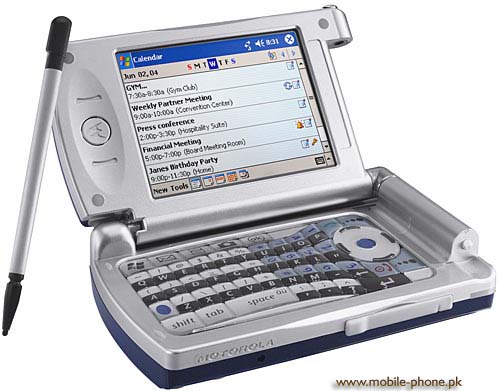 Calendar 8:31
Jun 02, 04 S M T W T F S
GYM...
7:30a-8:30a (Gym Club)
Weekly Partner Meeting
9:00a-10:00a (Convention Center)
Press conference
2:00p-3:30p (Hospitality Suite)
Financial Meeting
5:00p-7:00p (Board Meeting Room)
Janes Birthday Party
9:00p-11:30p (Home)
New Tools
shift tab space
MOTOROLA
www.mobile-phone.pk